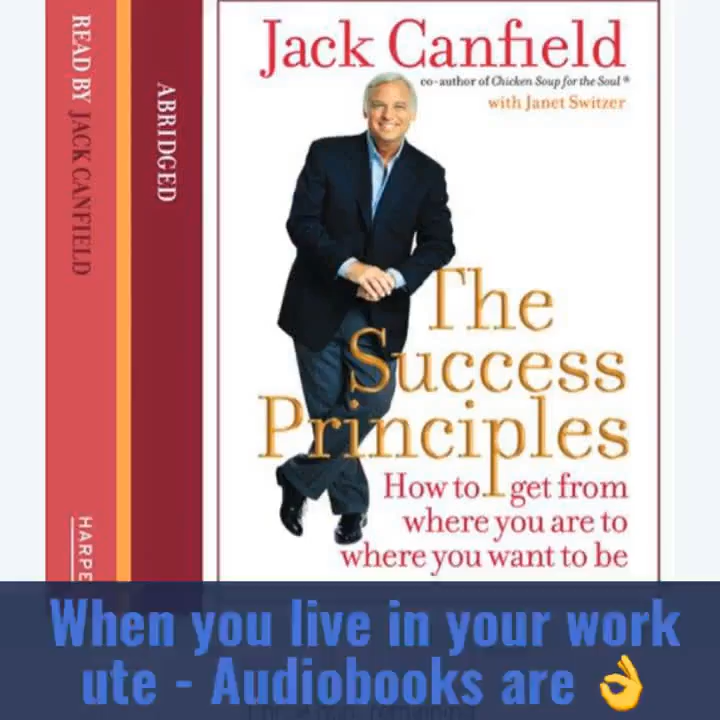 READ BY JACK CANFIELD
HARPE
ABRIDGED
Jack Canfield
co-author of Chicken Soup for the Soul®
with Janet Switzer
The
Success
Principles
How to get from
where you are to
where you want to be
When you live in your work
ute - Audiobooks are 👌